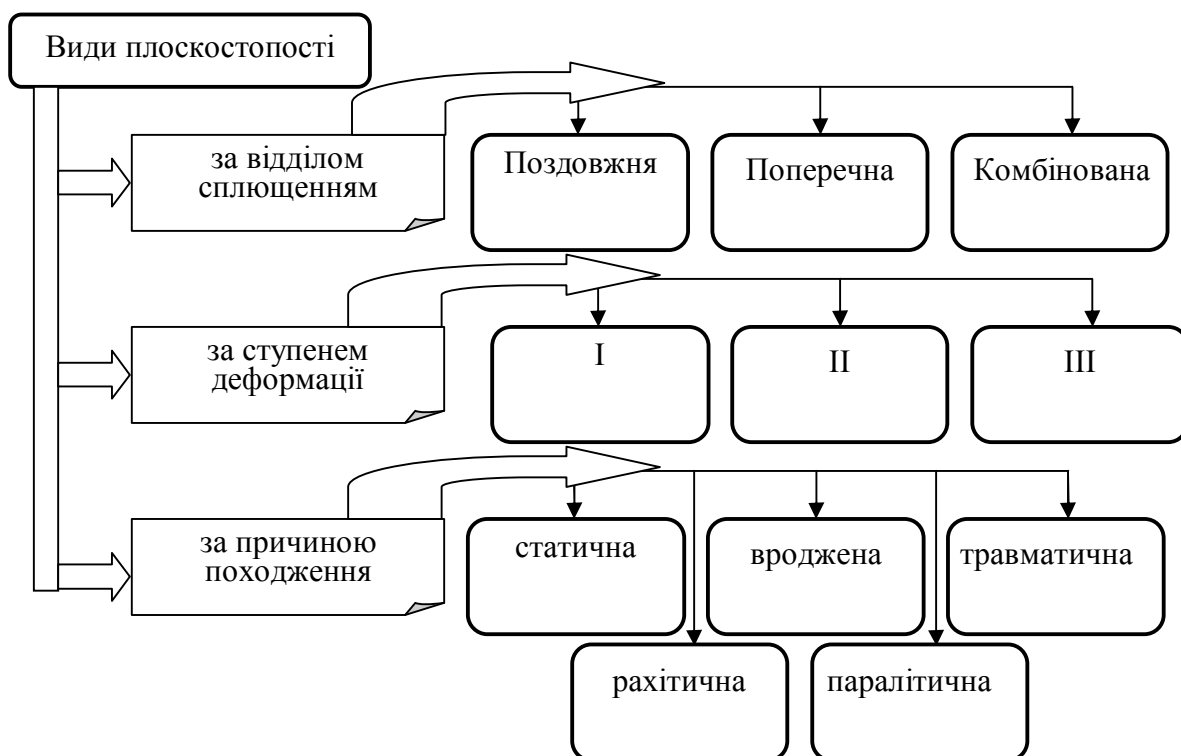 Види плоскостопості
за відділом
сплющенням
Поздовжня
Поперечна
Комбінована
за ступенем
деформації
I
II
III
за причиною
походження
статична
вроджена
травматична
рахітична
паралітична